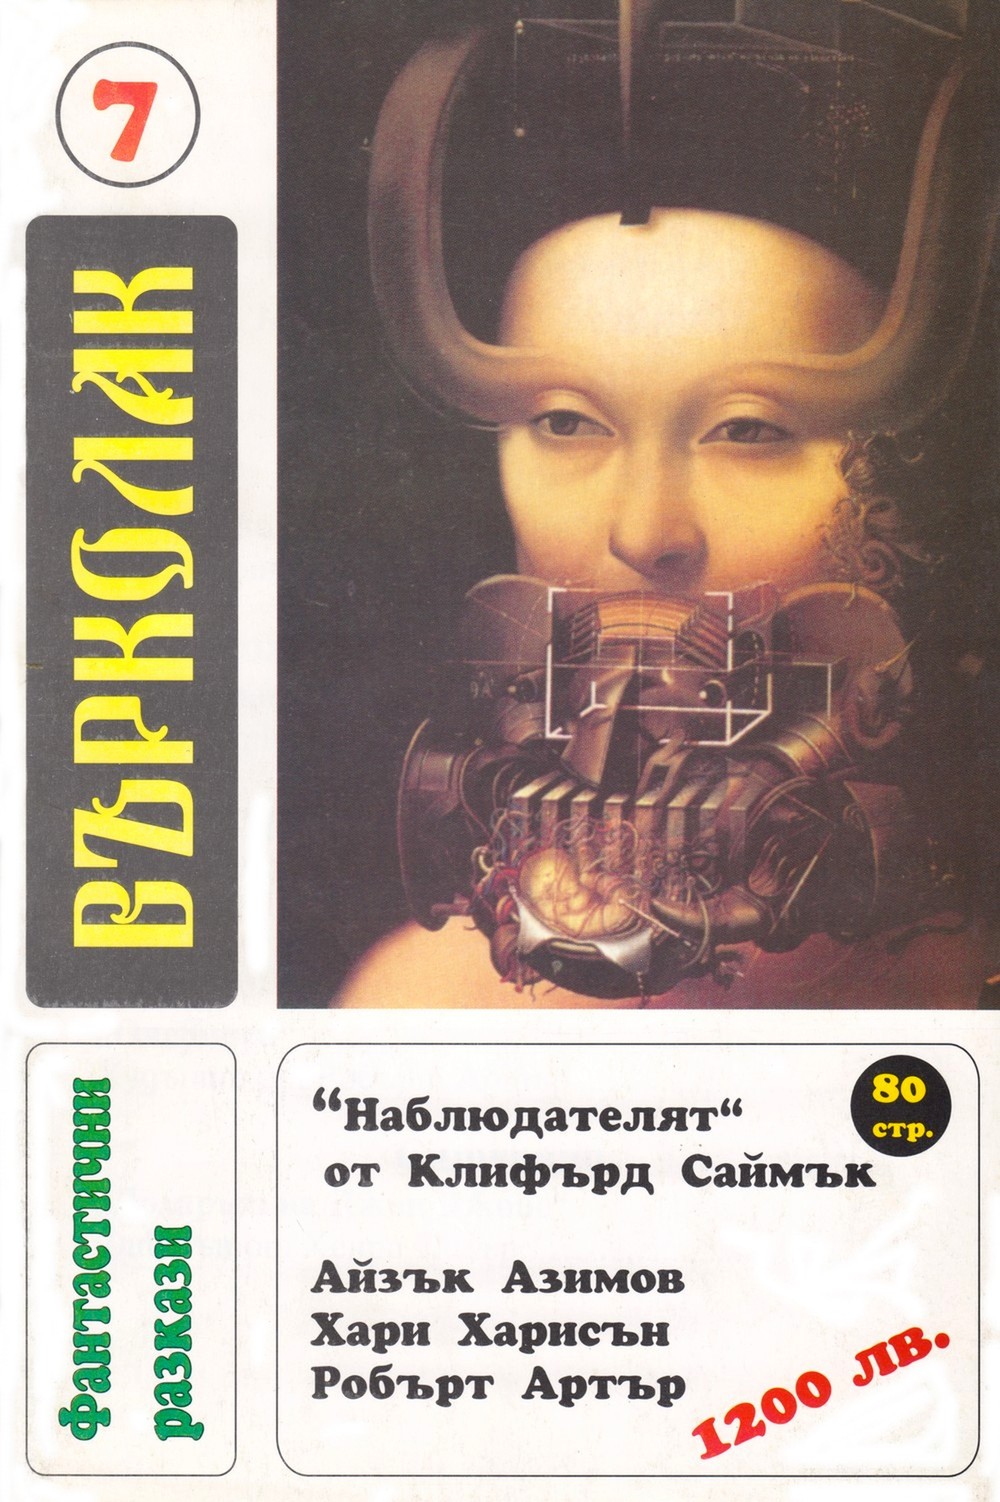 7
ВЪРКОЛАК
Фантастични
разкази
“Наблюдателят“
от Клифърд Саймък
80
стр.
Айзък Азимов
Хари Харисън
Робърт Артър
1200 лв.